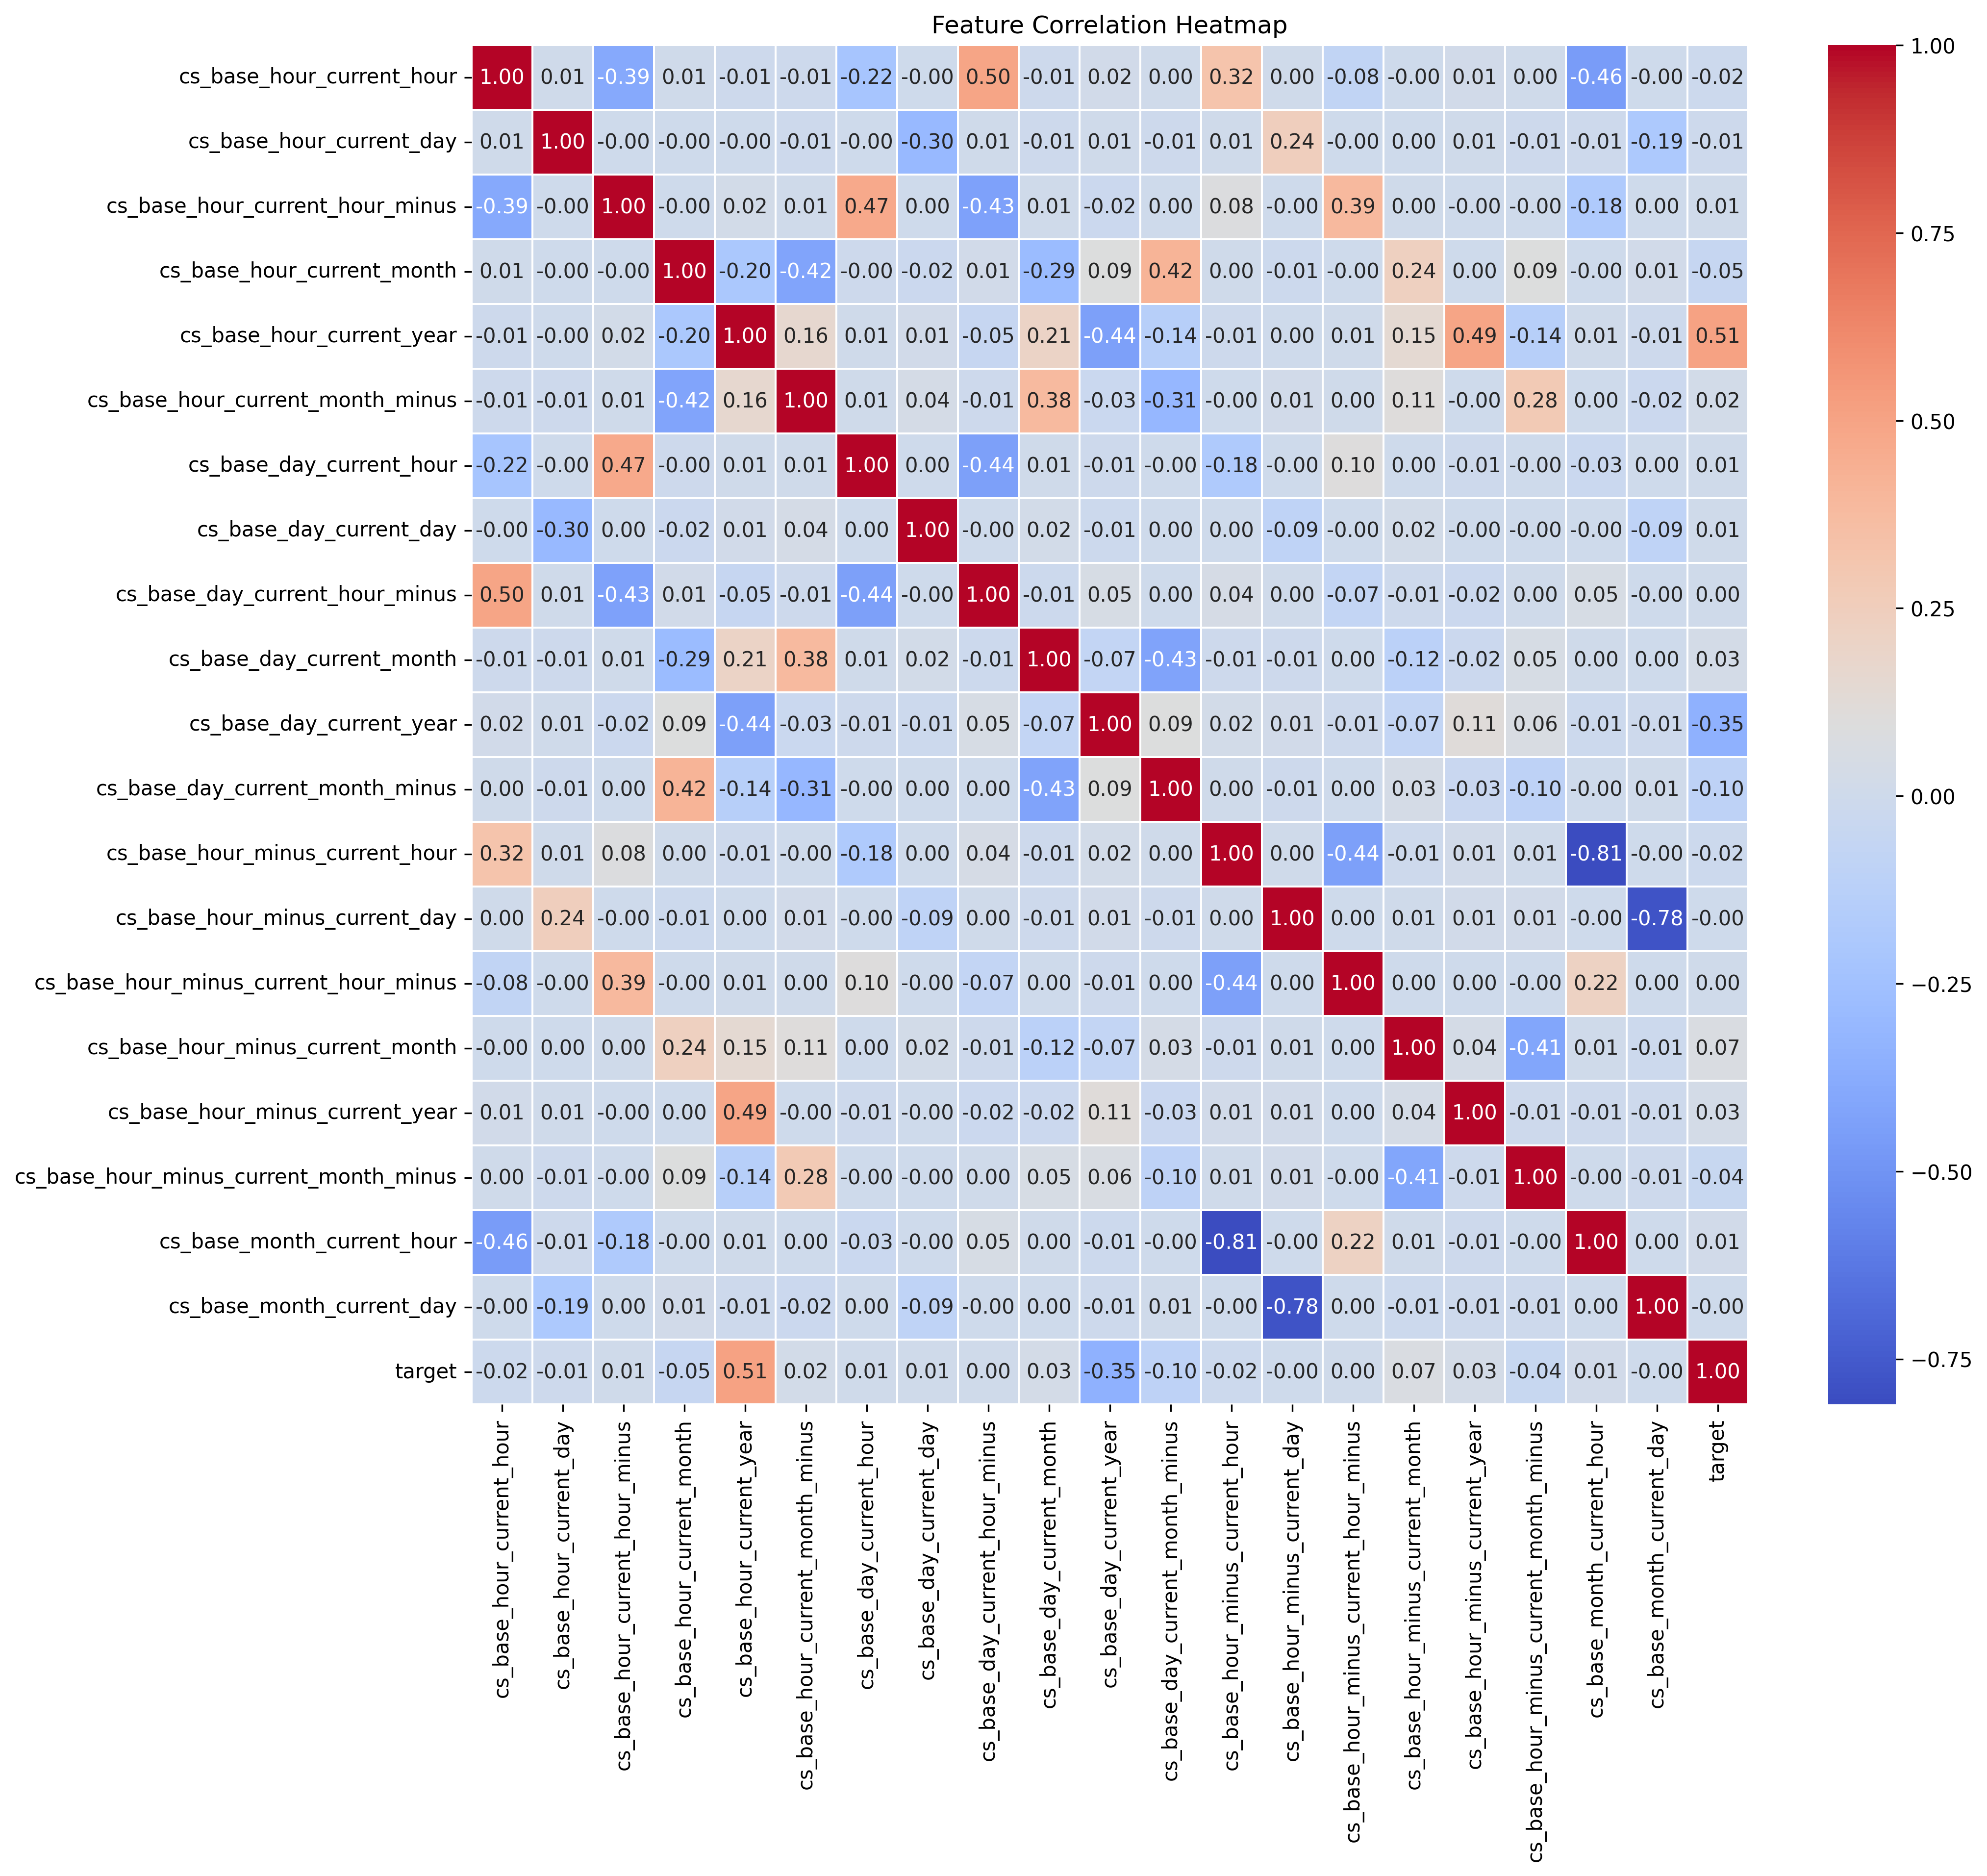 Feature Correlation Heatmap
cs_base_hour_current_hour 1.00 0.01 -0.39 0.01 -0.01 -0.01 -0.22 -0.00 0.50 -0.01 0.02 0.00 0.32 0.00 -0.08 -0.00 0.01 0.00 -0.46 -0.00 -0.02
cs_base_hour_current_day 0.01 1.00 -0.00 -0.00 -0.00 -0.01 -0.00 -0.30 0.01 -0.01 0.01 -0.01 0.01 0.24 -0.00 0.00 0.01 -0.01 -0.01 -0.19 -0.01
cs_base_hour_current_hour_minus -0.39 -0.00 1.00 -0.00 0.02 0.01 0.47 0.00 -0.43 0.01 -0.02 0.00 0.08 -0.00 0.39 0.00 -0.00 -0.00 -0.18 0.00 0.01
cs_base_hour_current_month 0.01 -0.00 -0.00 1.00 -0.20 -0.42 -0.00 -0.02 0.01 -0.29 0.09 0.42 0.00 -0.01 -0.00 0.24 0.00 0.09 -0.00 0.01 -0.05
cs_base_hour_current_year -0.01 -0.00 0.02 -0.20 1.00 0.16 0.01 0.01 -0.05 0.21 -0.44 -0.14 -0.01 0.00 0.01 0.15 0.49 -0.14 0.01 -0.01 0.51
cs_base_hour_current_month_minus -0.01 -0.01 0.01 -0.42 0.16 1.00 0.01 0.04 -0.01 0.38 -0.03 -0.31 -0.00 0.01 0.00 0.11 -0.00 0.28 0.00 -0.02 0.02
cs_base_day_current_hour -0.22 -0.00 0.47 -0.00 0.01 0.01 1.00 0.00 -0.44 0.01 -0.01 -0.00 -0.18 -0.00 0.10 0.00 -0.01 -0.00 -0.03 0.00 0.01
cs_base_day_current_day -0.00 -0.30 0.00 -0.02 0.01 0.04 0.00 1.00 -0.00 0.02 -0.01 0.00 0.00 -0.09 -0.00 0.02 -0.00 -0.00 -0.00 -0.09 0.01
cs_base_day_current_hour_minus 0.50 0.01 -0.43 0.01 -0.05 -0.01 -0.44 -0.00 1.00 -0.01 0.05 0.00 0.04 0.00 -0.07 -0.01 -0.02 0.00 0.05 -0.00 0.00
cs_base_day_current_month -0.01 -0.01 0.01 -0.29 0.21 0.38 0.01 0.02 -0.01 1.00 -0.07 -0.43 -0.01 -0.01 0.00 -0.12 -0.02 0.05 0.00 0.00 0.03
cs_base_day_current_year 0.02 0.01 -0.02 0.09 -0.44 -0.03 -0.01 -0.01 0.05 -0.07 1.00 0.09 0.02 0.01 -0.01 -0.07 0.11 0.06 -0.01 -0.01 -0.35
cs_base_day_current_month_minus 0.00 -0.01 0.00 0.42 -0.14 -0.31 -0.00 0.00 0.00 -0.43 0.09 1.00 0.00 -0.01 0.00 0.03 -0.03 -0.10 -0.00 0.01 -0.10
cs_base_hour_minus_current_hour 0.32 0.01 0.08 0.00 -0.01 -0.00 -0.18 0.00 0.04 -0.01 0.02 0.00 1.00 0.00 -0.44 -0.01 0.01 0.01 -0.81 -0.00 -0.02
cs_base_hour_minus_current_day 0.00 0.24 -0.00 -0.01 0.00 0.01 -0.00 -0.09 0.00 -0.01 0.01 -0.01 0.00 1.00 0.00 0.01 0.01 0.01 -0.00 -0.78 -0.00
cs_base_hour_minus_current_hour_minus -0.08 -0.00 0.39 -0.00 0.01 0.00 0.10 -0.00 -0.07 0.00 -0.01 0.00 -0.44 0.00 1.00 0.00 0.00 -0.00 0.22 0.00 0.00
cs_base_hour_minus_current_month -0.00 0.00 0.00 0.24 0.15 0.11 0.00 0.02 -0.01 -0.12 -0.07 0.03 -0.01 0.01 0.00 1.00 0.04 -0.41 0.01 -0.01 0.07
cs_base_hour_minus_current_year 0.01 0.01 -0.00 0.00 0.49 -0.00 -0.01 -0.00 -0.02 -0.02 0.11 -0.03 0.01 0.01 0.00 0.04 1.00 -0.01 -0.01 -0.01 0.03
cs_base_hour_minus_current_month_minus 0.00 -0.01 -0.00 0.09 -0.14 0.28 -0.00 -0.00 0.00 0.05 0.06 -0.10 0.01 0.01 -0.00 -0.41 -0.01 1.00 -0.00 -0.01 -0.04
cs_base_month_current_hour -0.46 -0.01 -0.18 -0.00 0.01 0.00 -0.03 -0.00 0.05 0.00 -0.01 -0.00 -0.81 -0.00 0.22 0.01 -0.01 -0.00 1.00 0.00 0.01
cs_base_month_current_day -0.00 -0.19 0.00 0.01 -0.01 -0.02 0.00 -0.09 -0.00 0.00 -0.01 0.01 -0.00 -0.78 0.00 -0.01 -0.01 -0.01 0.00 1.00 -0.00
target -0.02 -0.01 0.01 -0.05 0.51 0.02 0.01 0.01 0.00 0.03 -0.35 -0.10 -0.02 -0.00 0.00 0.07 0.03 -0.04 0.01 -0.00 1.00
cs_base_hour_current_hour
cs_base_hour_current_day
cs_base_hour_current_hour_minus
cs_base_hour_current_month
cs_base_hour_current_year
cs_base_hour_current_month_minus
cs_base_day_current_hour
cs_base_day_current_day
cs_base_day_current_hour_minus
cs_base_day_current_month
cs_base_day_current_year
cs_base_day_current_month_minus
cs_base_hour_minus_current_hour
cs_base_hour_minus_current_day
cs_base_hour_minus_current_hour_minus
cs_base_hour_minus_current_month
cs_base_hour_minus_current_year
cs_base_hour_minus_current_month_minus
cs_base_month_current_hour
cs_base_month_current_day
target
1.00
0.75
0.50
0.25
0.00
−0.25
−0.50
−0.75